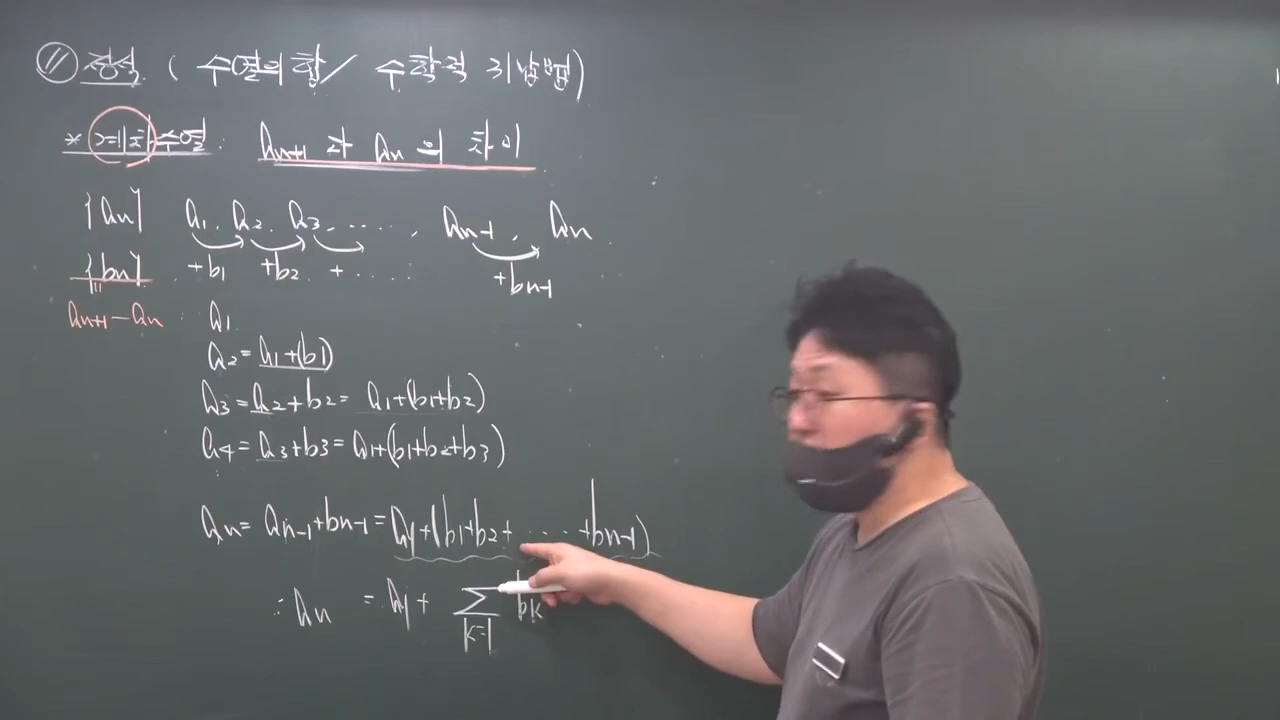 ⑪ 점식 ( 수열의 합 / 수학적 귀납법)
* 계차수열 : an+1 과 an 의 차이
{an} a1, a2, a3, ‥‥, an-1, an
{bn} +b1 +b2 + ‥‥ +bn-1
=
an+1 - an : a1
a2 = a1+(b1)
a3 = a2+b2 = a1+(b1+b2)
a4 = a3+b3 = a1+(b1+b2+b3)
:
an = an-1+bn-1 = a1+(b1+b2+ ‥‥ +bn-1)
∴ an = a1+ Σ bk
k=1